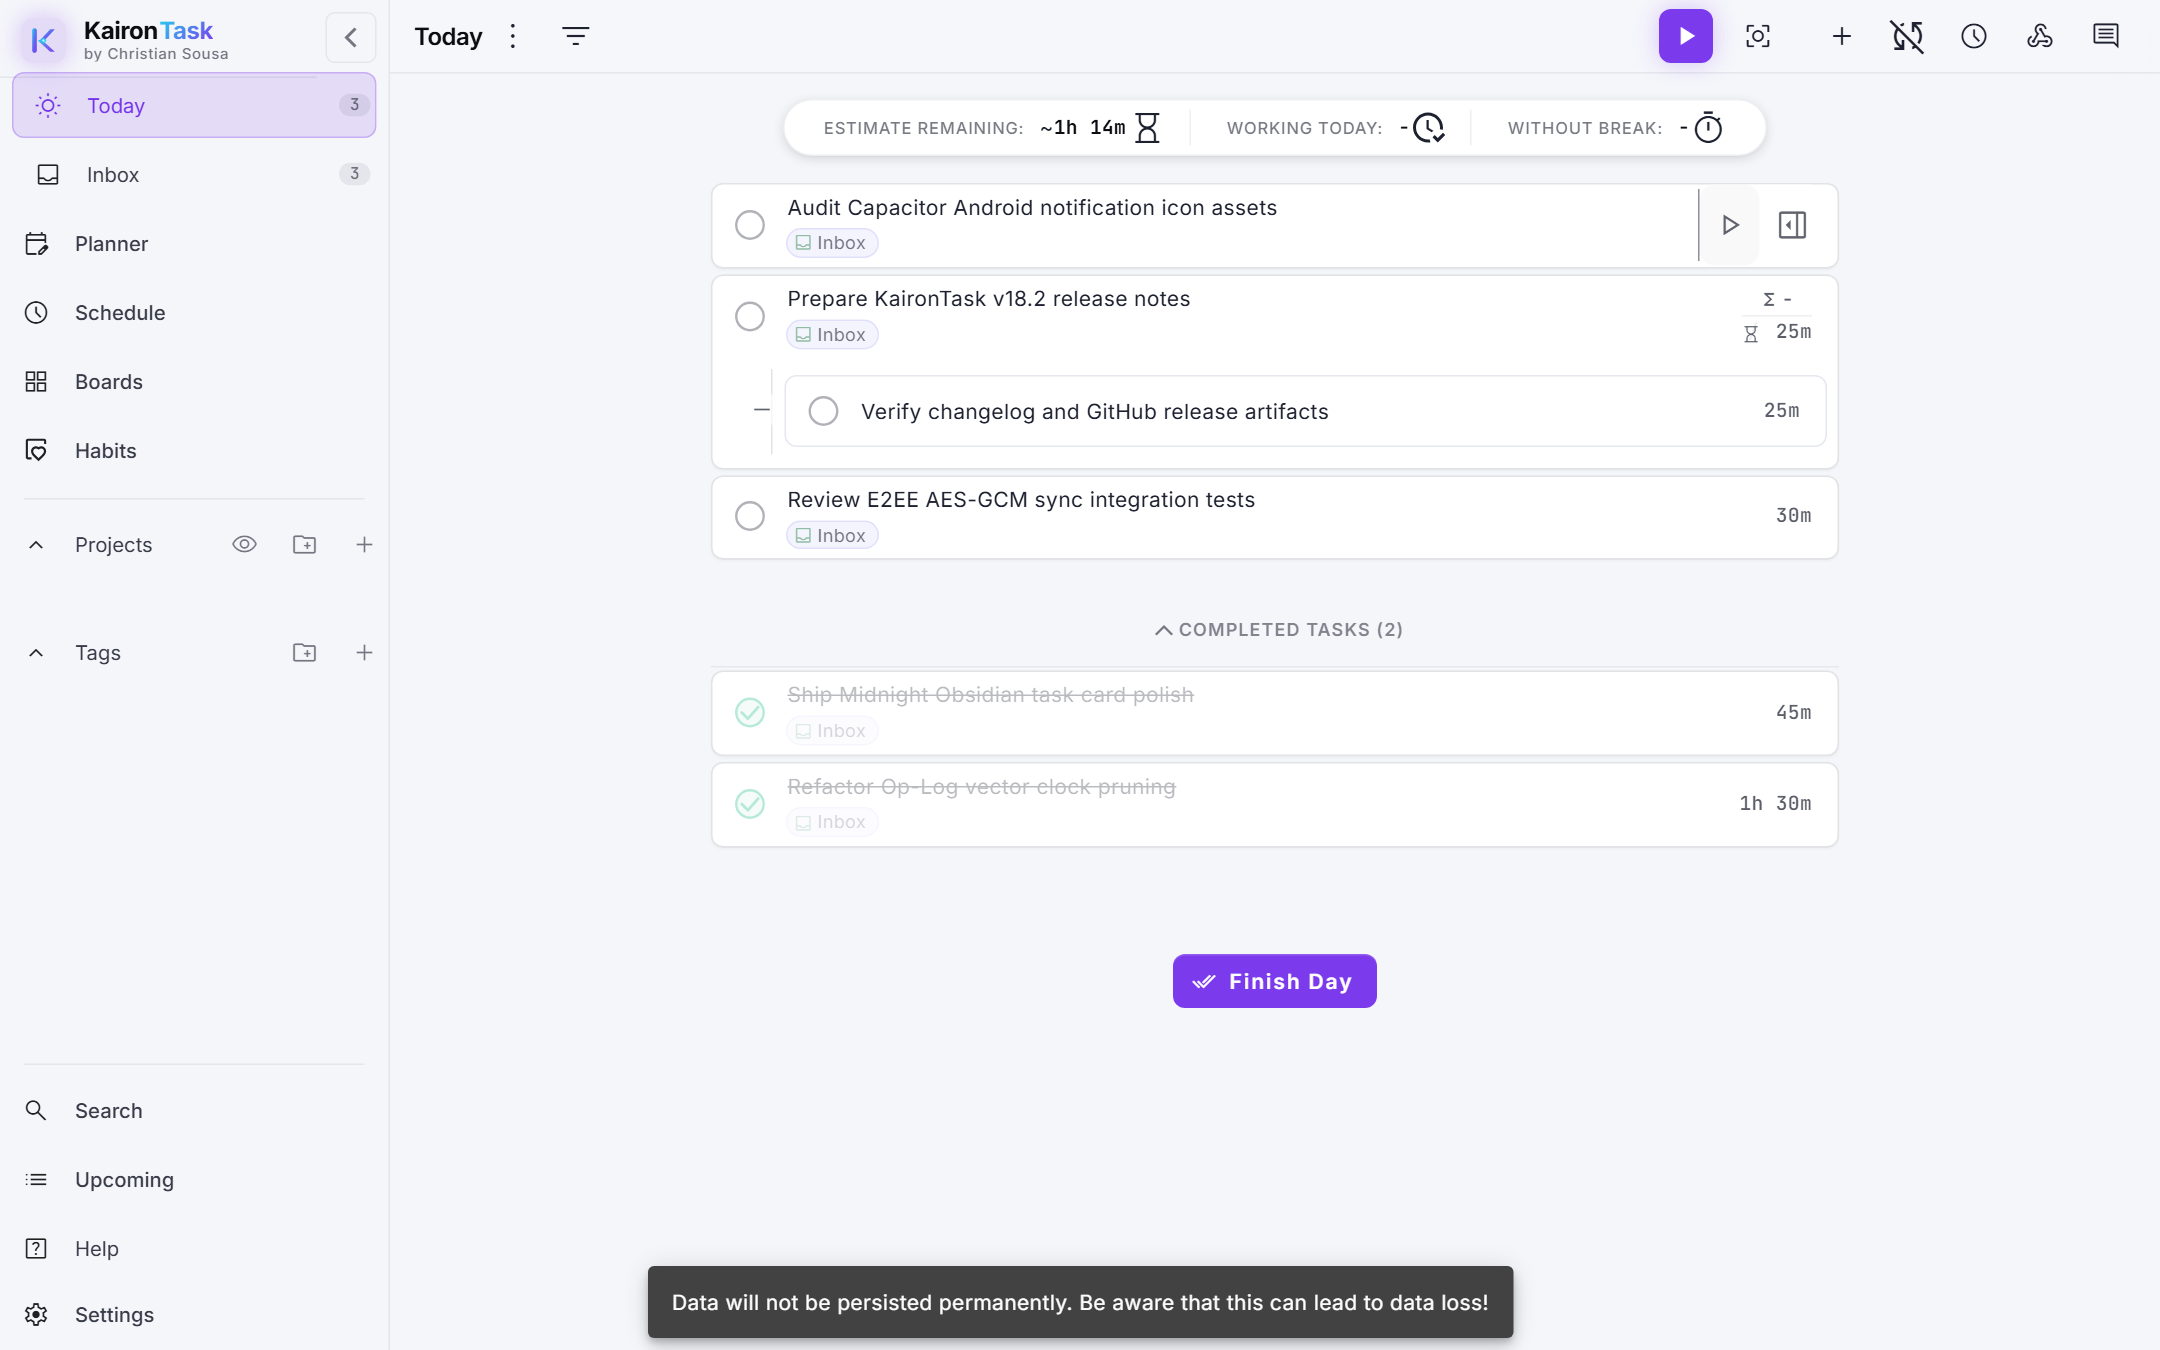 KaironTask
by Christian Sousa
Today 3
Inbox 3
Planner
Schedule
Boards
Habits
Projects
Tags
Search
Upcoming
Help
Settings
Today
ESTIMATE REMAINING: ~1h 14m
WORKING TODAY: -
WITHOUT BREAK: -
Audit Capacitor Android notification icon assets
Inbox
Prepare KaironTask v18.2 release notes
Σ -
Inbox
25m
Verify changelog and GitHub release artifacts 25m
Review E2EE AES-GCM sync integration tests
Inbox
30m
COMPLETED TASKS (2)
Ship Midnight Obsidian task card polish
Inbox
45m
Refactor Op-Log vector clock pruning
Inbox
1h 30m
Finish Day
Data will not be persisted permanently. Be aware that this can lead to data loss!